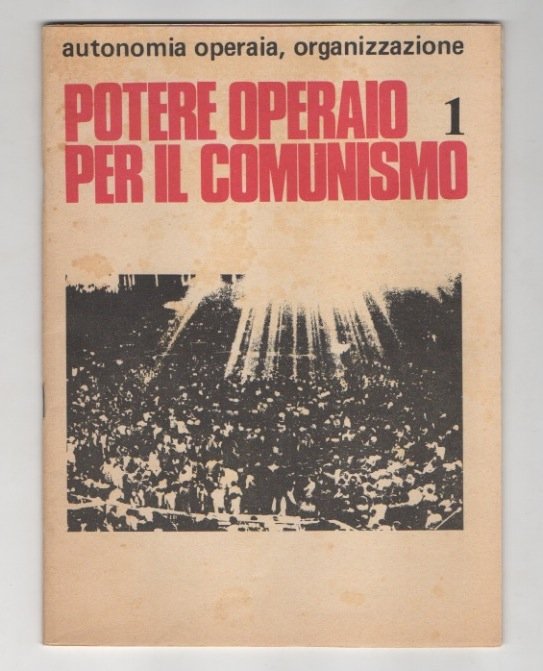 autonomia operaia, organizzazione
POTERE OPERAIO 1
PER IL COMUNISMO